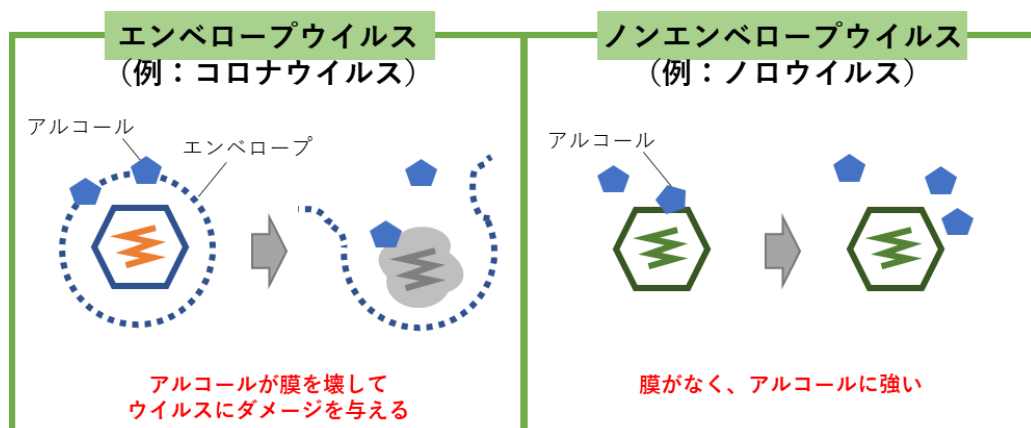 エンベロープウイルス
（例：コロナウイルス）
アルコール
エンベロープ
アルコールが膜を壊して
ウイルスにダメージを与える
ノンエンベロープウイルス
（例：ノロウイルス）
アルコール
膜がなく、アルコールに強い